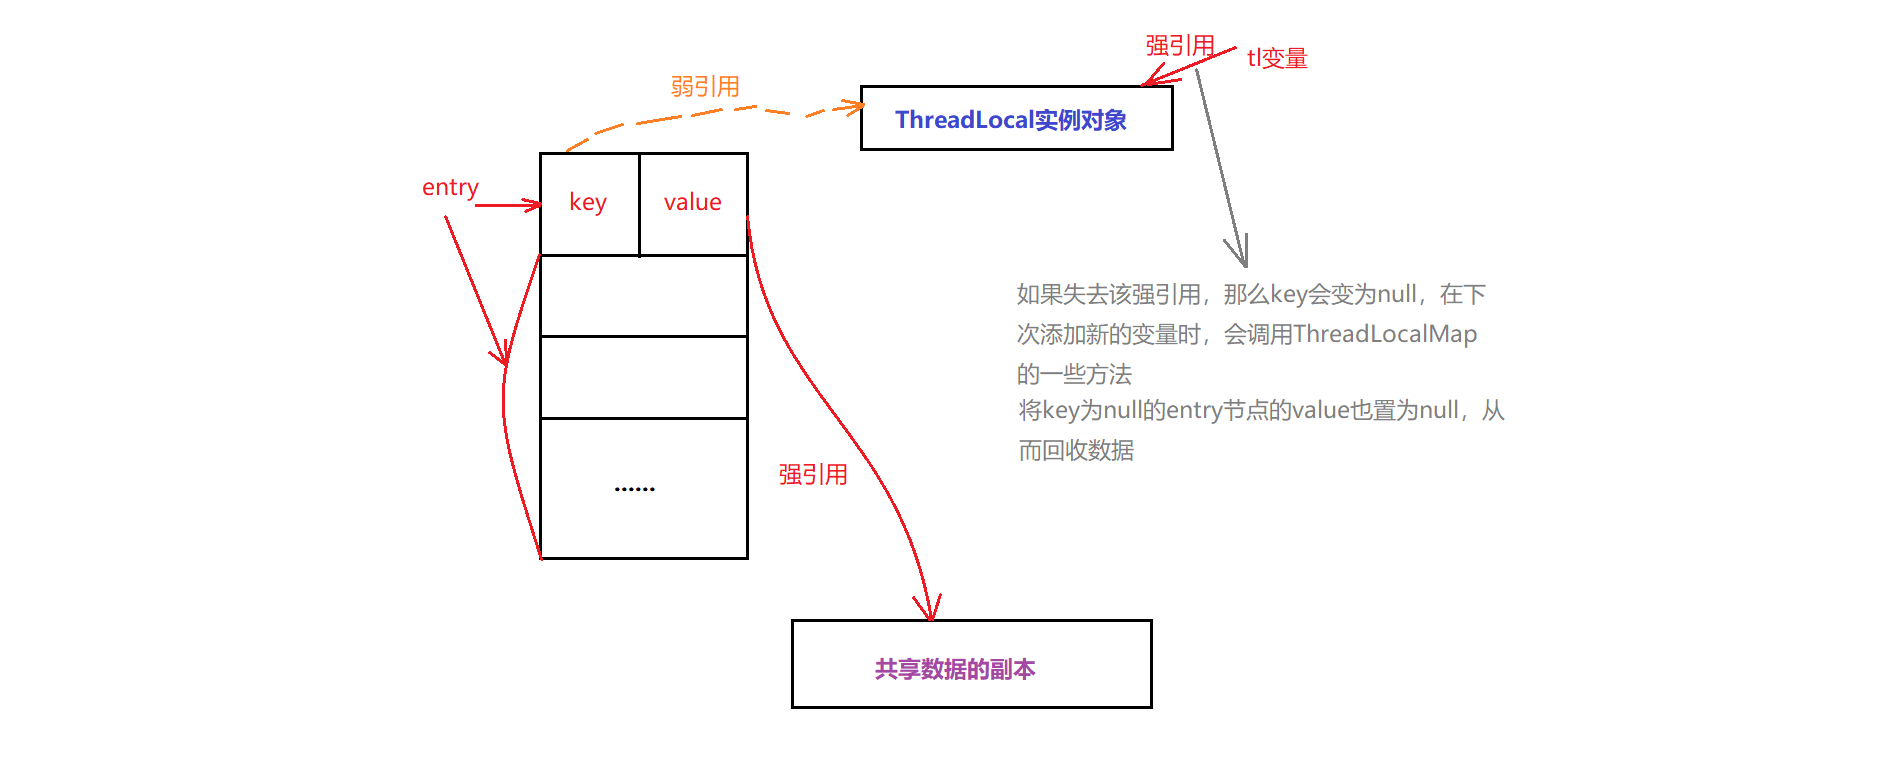 强引用
tl变量
弱引用
ThreadLocal实例对象
entry
key
value
如果失去该强引用，那么key会变为null，在下
次添加新的变量时，会调用ThreadLocalMap
的一些方法
将key为null的entry节点的value也置为null，从
而回收数据
强引用
......
共享数据的副本